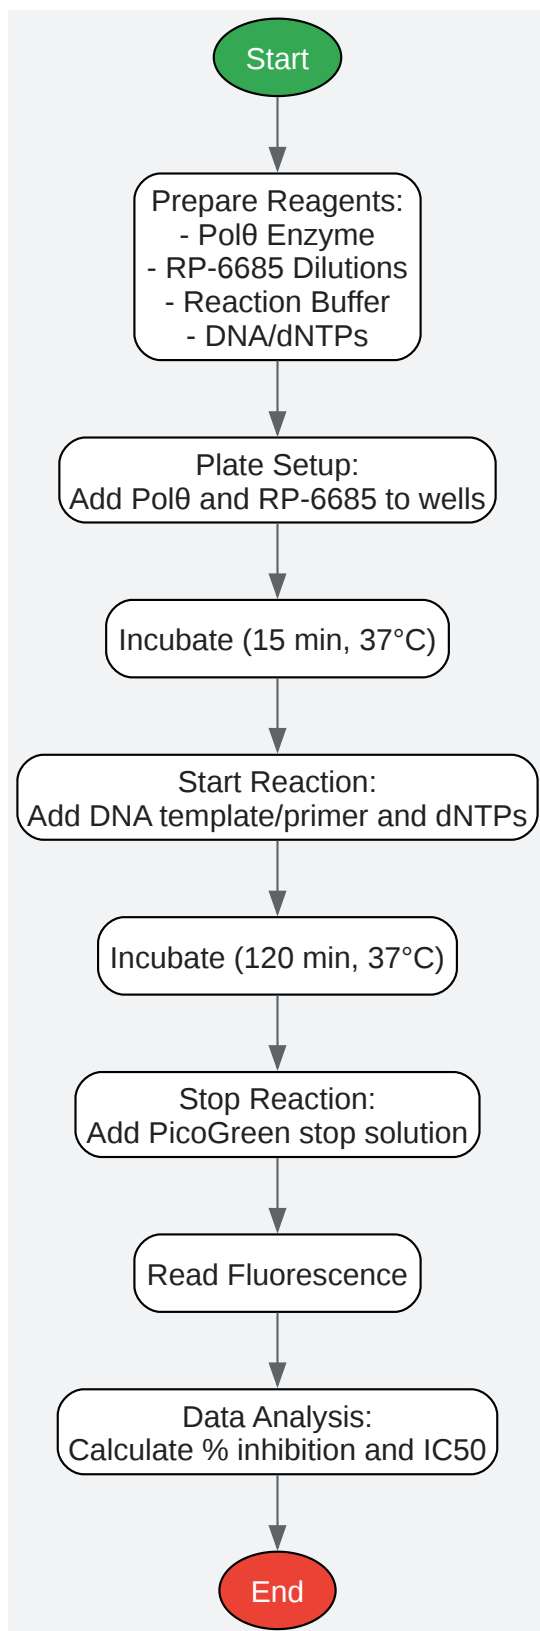 Start
Prepare Reagents:
- Polθ Enzyme
- RP-6685 Dilutions
- Reaction Buffer
- DNA/dNTPs
Plate Setup:
Add Polθ and RP-6685 to wells
Incubate (15 min, 37°C)
Start Reaction:
Add DNA template/primer and dNTPs
Incubate (120 min, 37°C)
Stop Reaction:
Add PicoGreen stop solution
Read Fluorescence
Data Analysis:
Calculate % inhibition and IC50
End